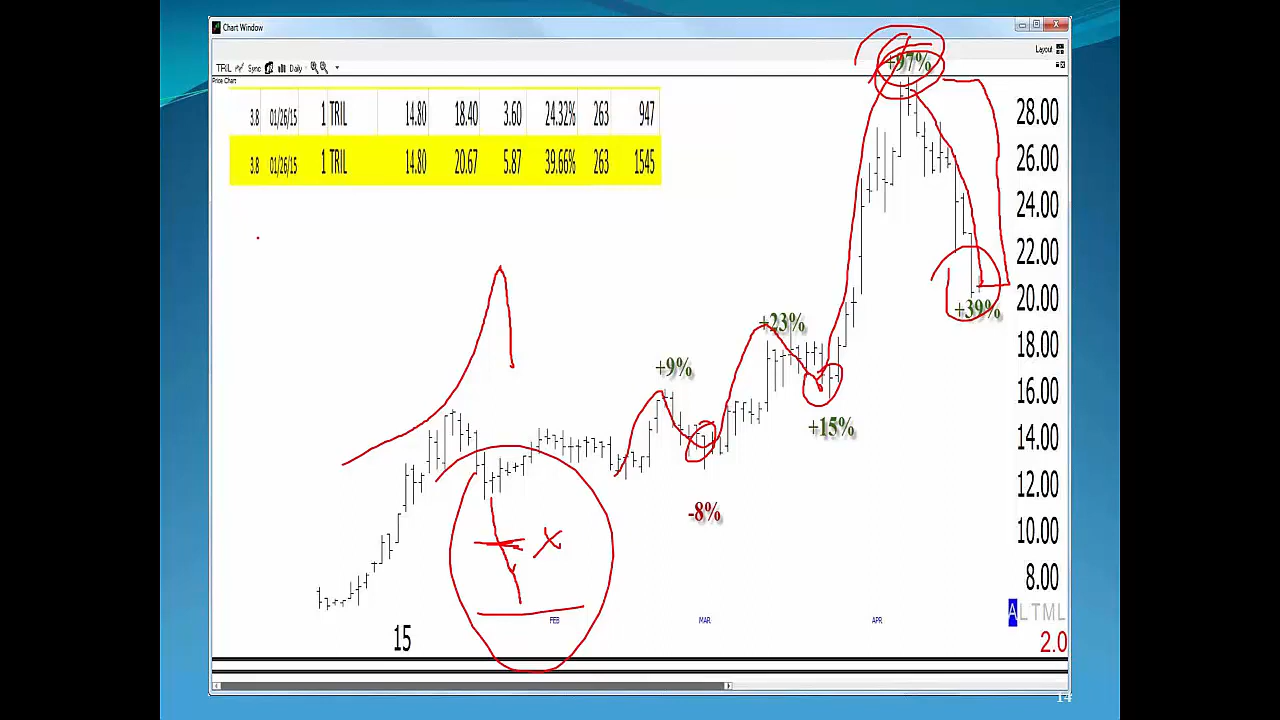 Chart Window
Layout
TRIL Sync Daily
Price Chart
+97%
3.8 01/26/15 1 TRIL 14.80 18.40 3.60 24.32% 263 947
3.8 01/26/15 1 TRIL 14.80 20.67 5.87 39.66% 263 1545
28.00
26.00
24.00
22.00
20.00
+39%
+23%
18.00
+9%
16.00
+15%
14.00
12.00
-8%
10.00
X
8.00
ALTML
15 FEB MAR APR
2.0
14